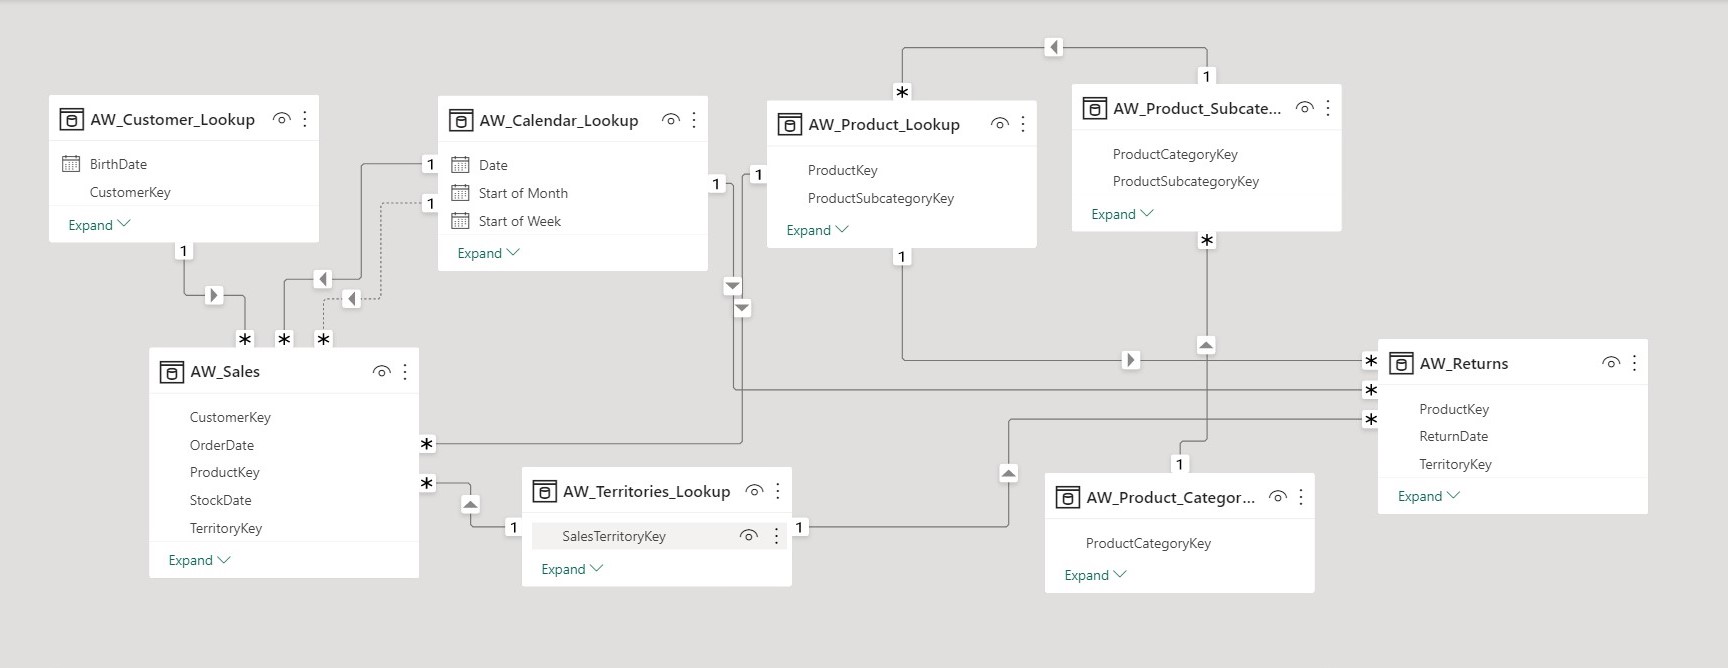 AW_Customer_Lookup
BirthDate
CustomerKey
Expand
1
AW_Calendar_Lookup
Date
Start of Month
Start of Week
Expand
1
1
1
AW_Product_Lookup
ProductKey
ProductSubcategoryKey
Expand
*
1
1
AW_Product_Subcate...
ProductCategoryKey
ProductSubcategoryKey
Expand
1
*
* * *
AW_Sales
CustomerKey
OrderDate
ProductKey
StockDate
TerritoryKey
Expand
*
*
AW_Territories_Lookup
SalesTerritoryKey
Expand
1
1
AW_Product_Categor...
ProductCategoryKey
Expand
1
AW_Returns
ProductKey
ReturnDate
TerritoryKey
Expand
*
*
*